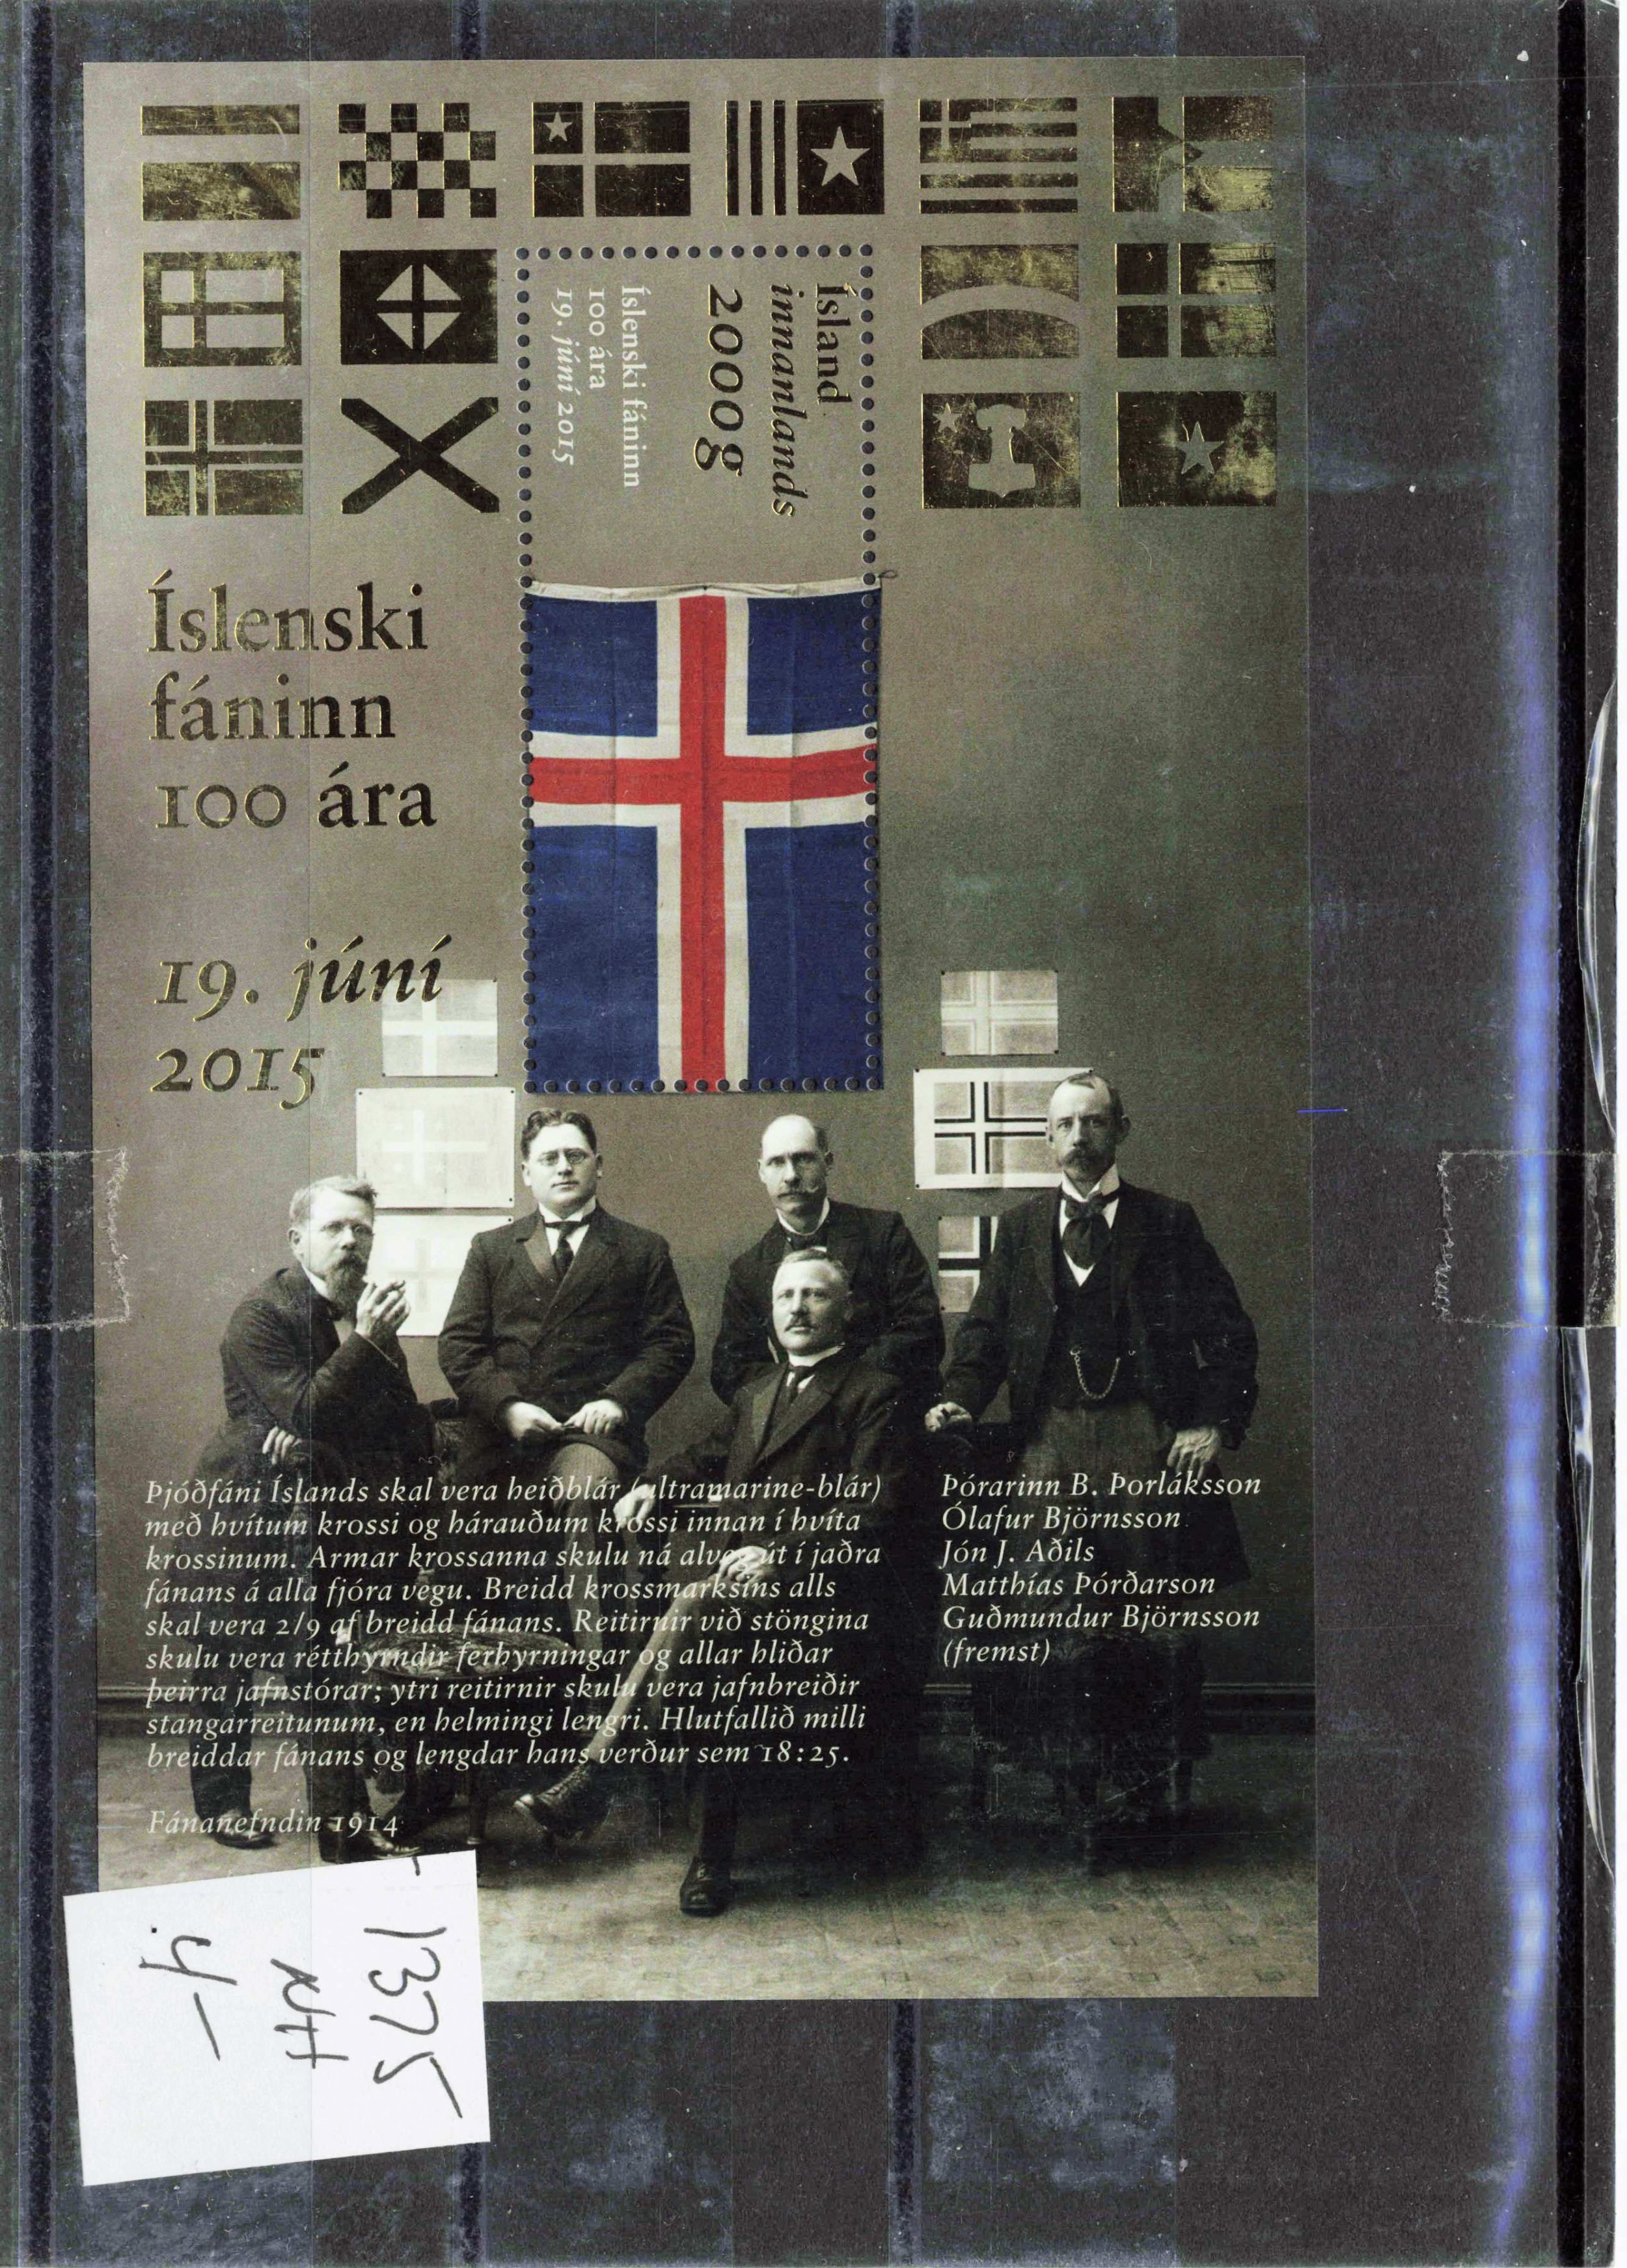 Ísland
innanlands
2000g
Íslenski fáninn
100 ára
19. júní 2015
Íslenski
fáninn
100 ára
19. júní
2015
Þjóðfáni Íslands skal vera heiðblár (ultramarine-blár)
með hvítum krossi og hárauðum krossi innan í hvíta
krossinum. Armar krossanna skulu ná alveg út í jaðra
fánans á alla fjóra vegu. Breidd krossmarksins alls
skal vera 2/9 af breidd fánans. Reitirnir við stöngina
skulu vera rétthyrndir ferhyrningar og allar hliðar
þeirra jafnstórar; ytri reitirnir skulu vera jafnbreiðir
stangarreitunum, en helmingi lengri. Hlutfallið milli
breiddar fánans og lengdar hans verður sem 18:25.
Fánanefndin 1914
Þórarinn B. Þorláksson
Ólafur Björnsson
Jón J. Aðils
Matthías Þórðarson
Guðmundur Björnsson
(fremst)
1375
NH